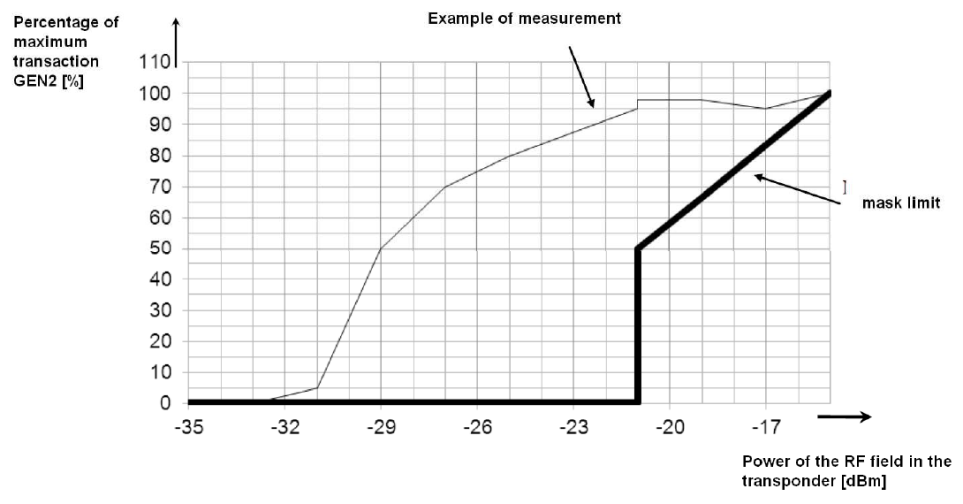 Percentage of
maximum
transaction
GEN2 [%]
Example of measurement
110
100
90
80
70
60
50
40
30
20
10
0
mask limit
-35 -32 -29 -26 -23 -20 -17
Power of the RF field in the
transponder [dBm]